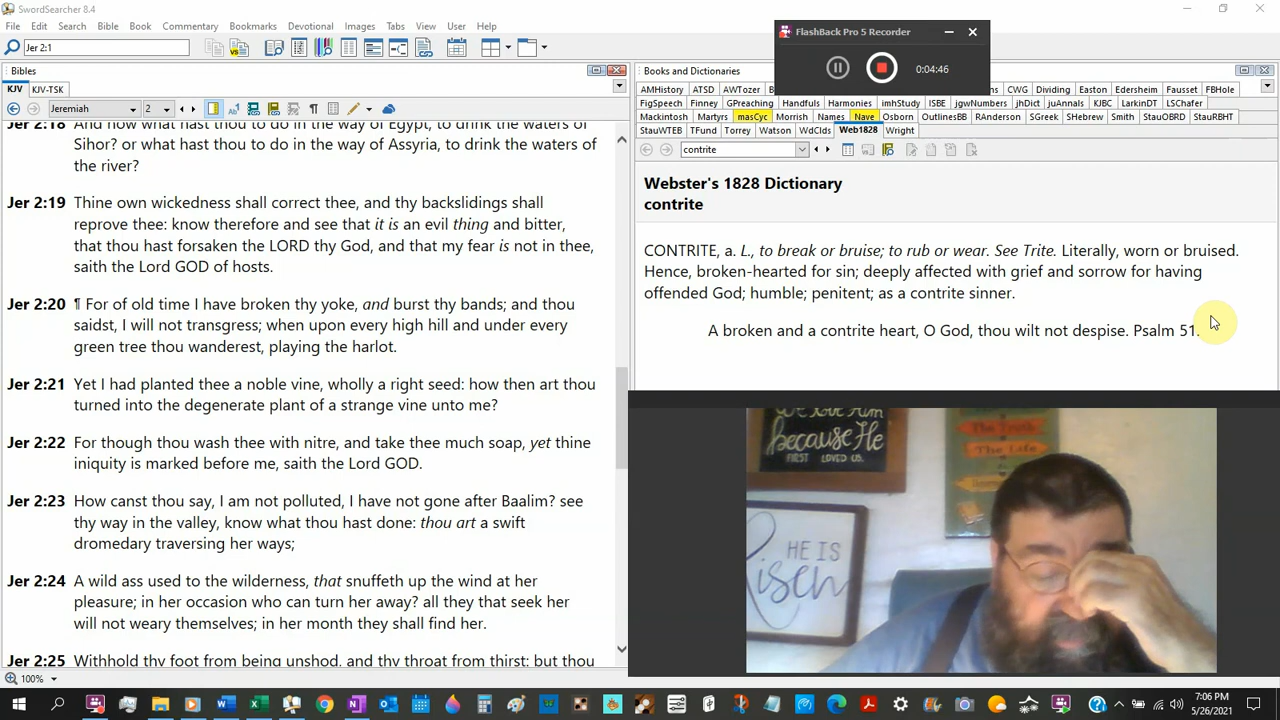 SwordSearcher 8.4
File Edit Search Bible Book Commentary Bookmarks Devotional Images Tabs View User Help
Jer 2:1
FlashBack Pro 5 Recorder
0:04:46
Bibles
KJV KJV-TSK
Jeremiah 2
Jer 2:18 And now what hast thou to do in the way of Egypt, to drink the waters of
Sihor? or what hast thou to do in the way of Assyria, to drink the waters of
the river?
Jer 2:19 Thine own wickedness shall correct thee, and thy backslidings shall
reprove thee: know therefore and see that it is an evil thing and bitter,
that thou hast forsaken the LORD thy God, and that my fear is not in thee,
saith the Lord GOD of hosts.
Jer 2:20 ¶ For of old time I have broken thy yoke, and burst thy bands; and thou
saidst, I will not transgress; when upon every high hill and under every
green tree thou wanderest, playing the harlot.
Jer 2:21 Yet I had planted thee a noble vine, wholly a right seed: how then art thou
turned into the degenerate plant of a strange vine unto me?
Jer 2:22 For though thou wash thee with nitre, and take thee much soap, yet thine
iniquity is marked before me, saith the Lord GOD.
Jer 2:23 How canst thou say, I am not polluted, I have not gone after Baalim? see
thy way in the valley, know what thou hast done: thou art a swift
dromedary traversing her ways;
Jer 2:24 A wild ass used to the wilderness, that snuffeth up the wind at her
pleasure; in her occasion who can turn her away? all they that seek her
will not weary themselves; in her month they shall find her.
Jer 2:25 Withhold thy foot from being unshod, and thy throat from thirst: but thou
100%
Books and Dictionaries
AMHistory ATSD AWTozer CWG Dividing Easton Edersheim Fausset FBHole
FigSpeech Finney GPreaching Handfuls Harmonies imhStudy ISBE jgwNumbers jhDict juAnnals KJBC LarkinDT LSChafer
Mackintosh Martyrs masCyc Morrish Names Nave Osborn OutlinesBB RAnderson SGreek SHebrew Smith StauOBRD StauRBHT
StauWTEB TFund Torrey Watson WdClds Web1828 Wright
contrite
Webster's 1828 Dictionary
contrite
CONTRITE, a. L., to break or bruise; to rub or wear. See Trite. Literally, worn or bruised.
Hence, broken-hearted for sin; deeply affected with grief and sorrow for having
offended God; humble; penitent; as a contrite sinner.
A broken and a contrite heart, O God, thou wilt not despise. Psalm 51.
We love Him
because He
FIRST LOVED US.
The Truth
The Life
HE IS
Risen
7:06 PM
5/26/2021